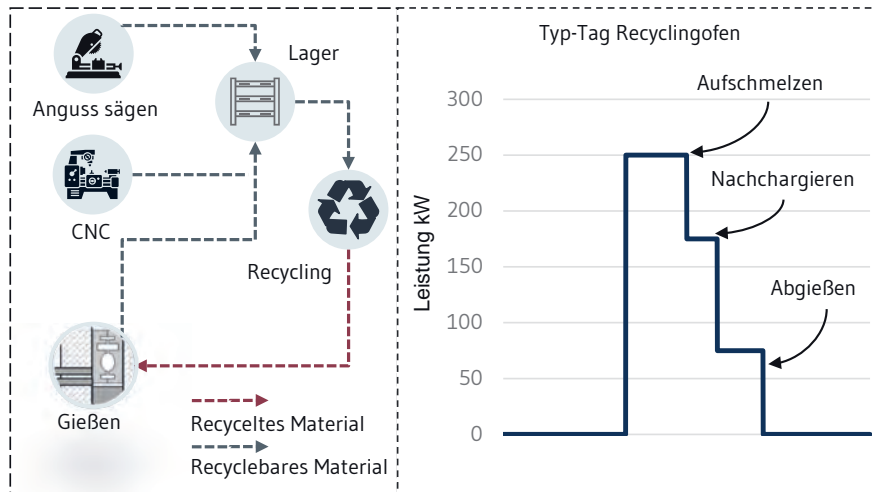 Lager
Anguss sägen
CNC
Recycling
Gießen
Recyceltes Material
Recyclebares Material
Typ-Tag Recyclingofen
Aufschmelzen
Nachchargieren
Abgießen
Leistung kW
300
250
200
150
100
50
0